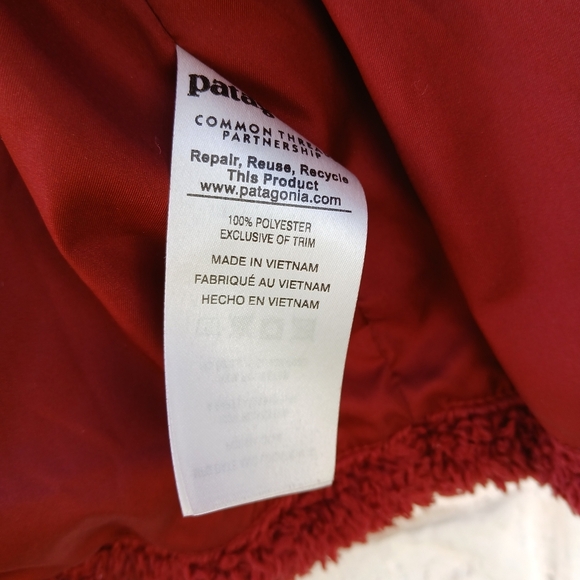 COMMON
PARTNERSHIP
Repair, Reuse, Recycle
This Product
www.patagonia.com
100% POLYESTER
EXCLUSIVE OF TRIM
MADE IN VIETNAM
FABRIQUÉ AU VIETNAM
HECHO EN VIETNAM